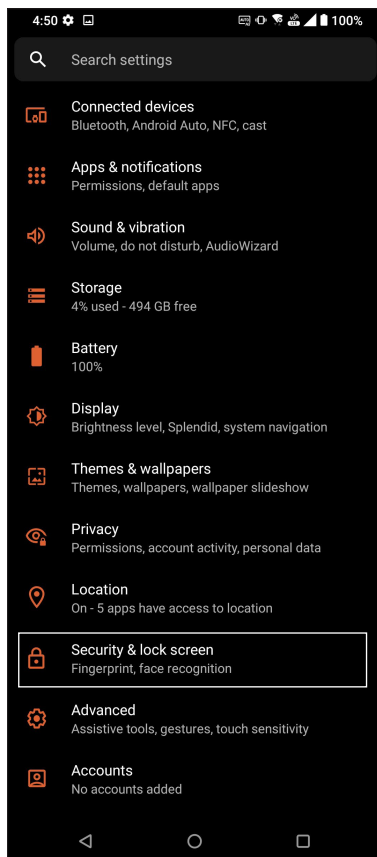 4:50
100%
Search settings
Connected devices
Bluetooth, Android Auto, NFC, cast
Apps & notifications
Permissions, default apps
Sound & vibration
Volume, do not disturb, AudioWizard
Storage
4% used - 494 GB free
Battery
100%
Display
Brightness level, Splendid, system navigation
Themes & wallpapers
Themes, wallpapers, wallpaper slideshow
Privacy
Permissions, account activity, personal data
Location
On - 5 apps have access to location
Security & lock screen
Fingerprint, face recognition
Advanced
Assistive tools, gestures, touch sensitivity
Accounts
No accounts added